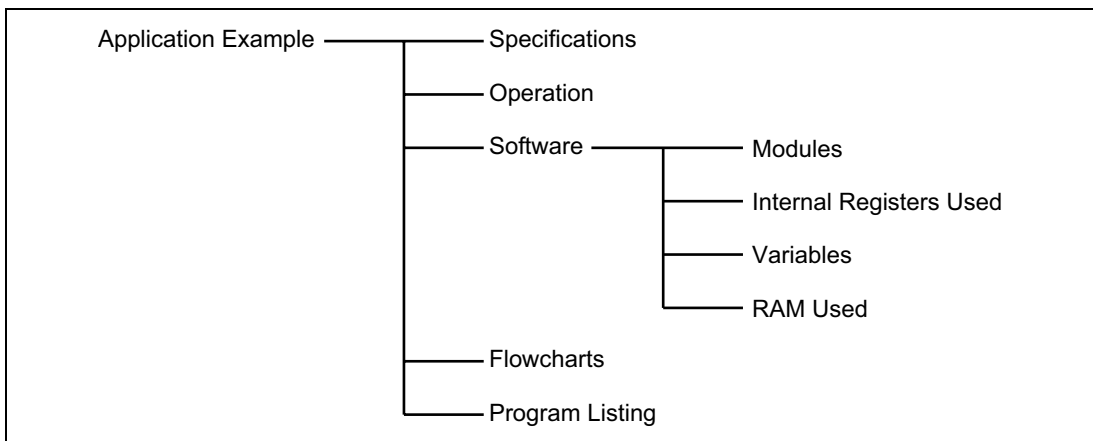 Application Example
Specifications
Operation
Software
Modules
Internal Registers Used
Variables
RAM Used
Flowcharts
Program Listing